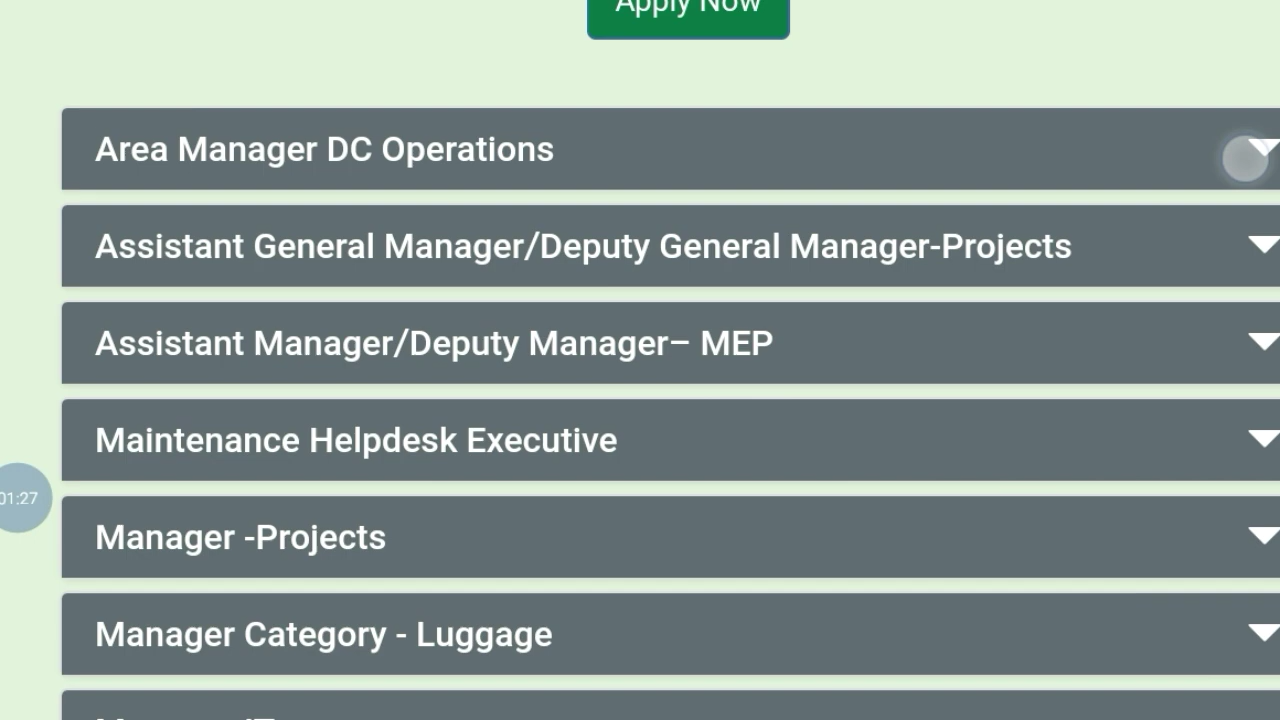 Apply Now
Area Manager DC Operations
Assistant General Manager/Deputy General Manager-Projects
Assistant Manager/Deputy Manager– MEP
Maintenance Helpdesk Executive
01:27
Manager -Projects
Manager Category - Luggage